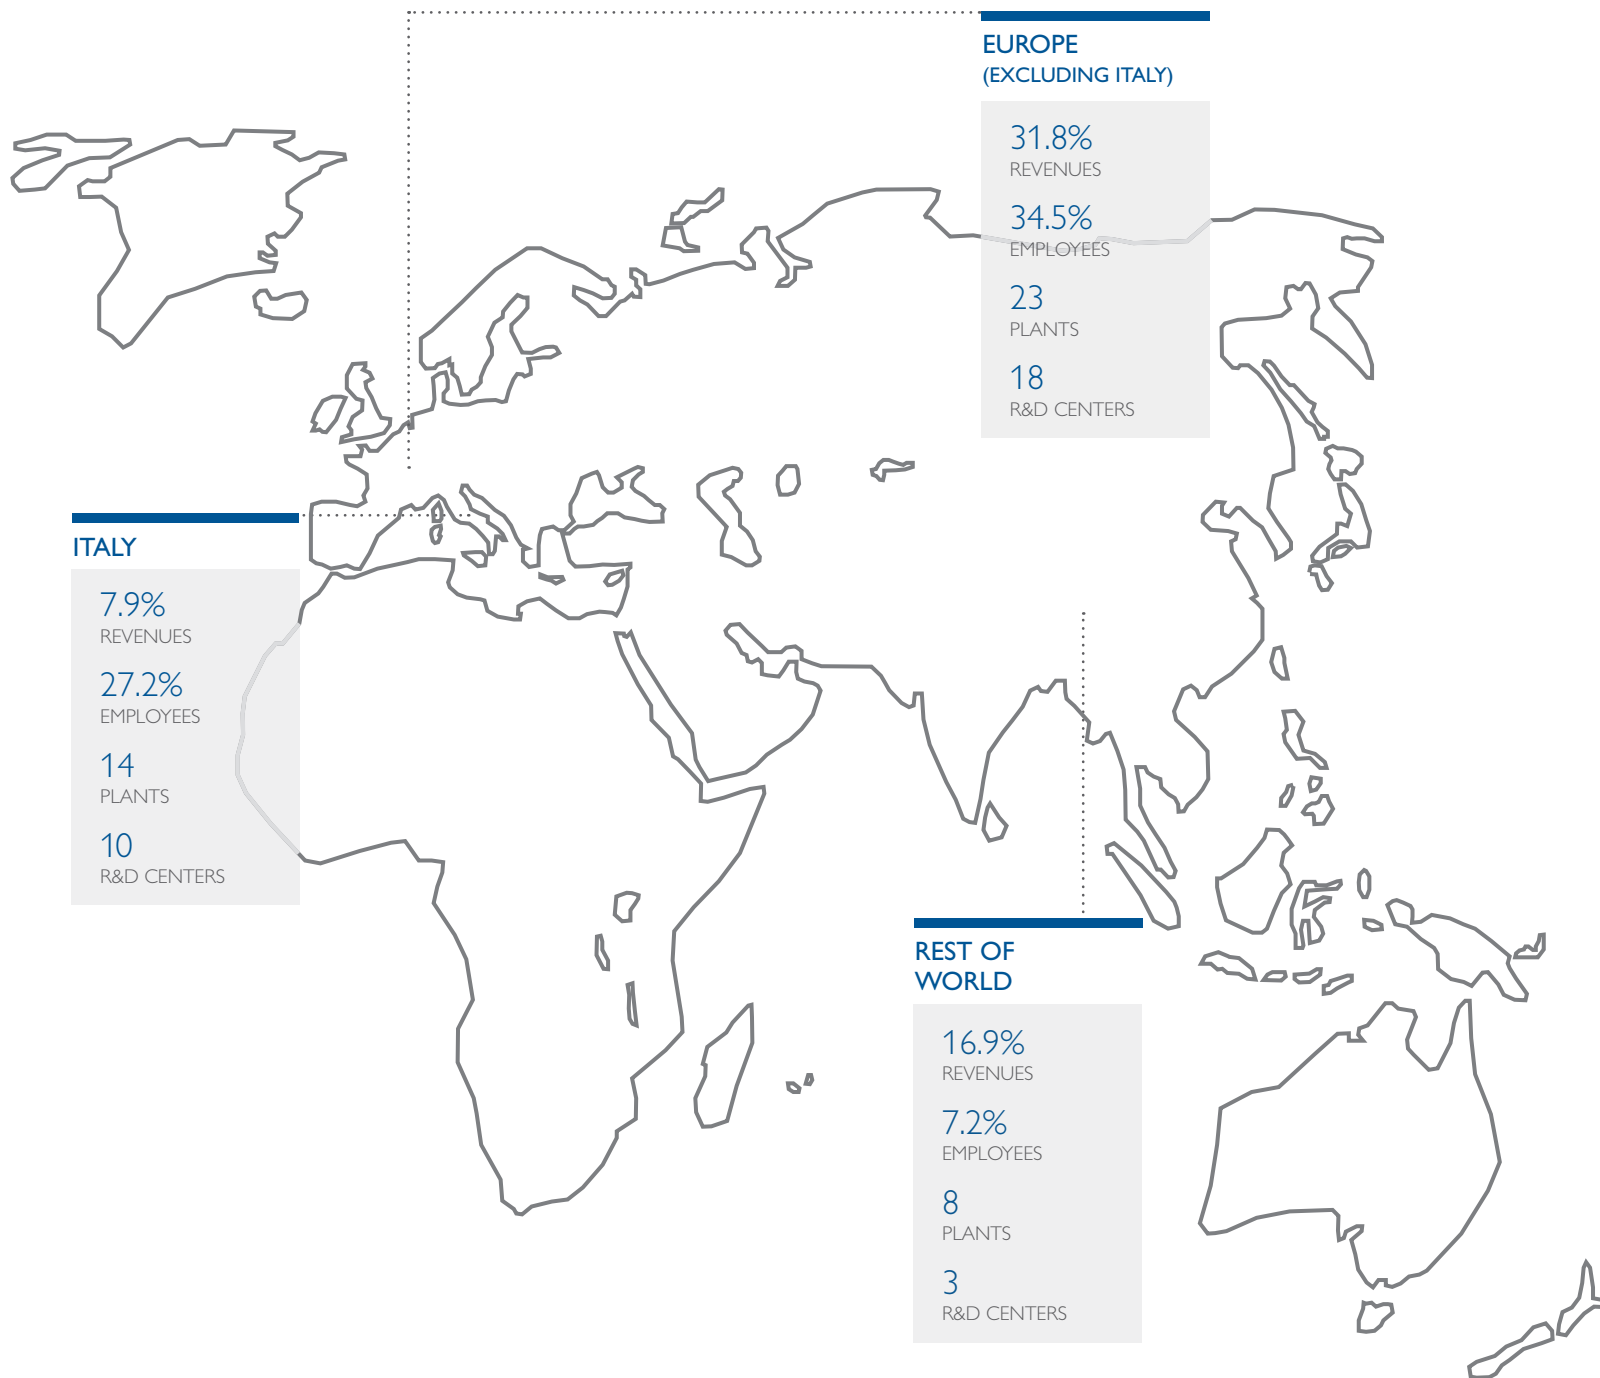 EUROPE
(EXCLUDING ITALY)
31.8%
REVENUES
34.5%
EMPLOYEES
23
PLANTS
18
R&D CENTERS
ITALY
7.9%
REVENUES
27.2%
EMPLOYEES
14
PLANTS
10
R&D CENTERS
REST OF
WORLD
16.9%
REVENUES
7.2%
EMPLOYEES
8
PLANTS
3
R&D CENTERS